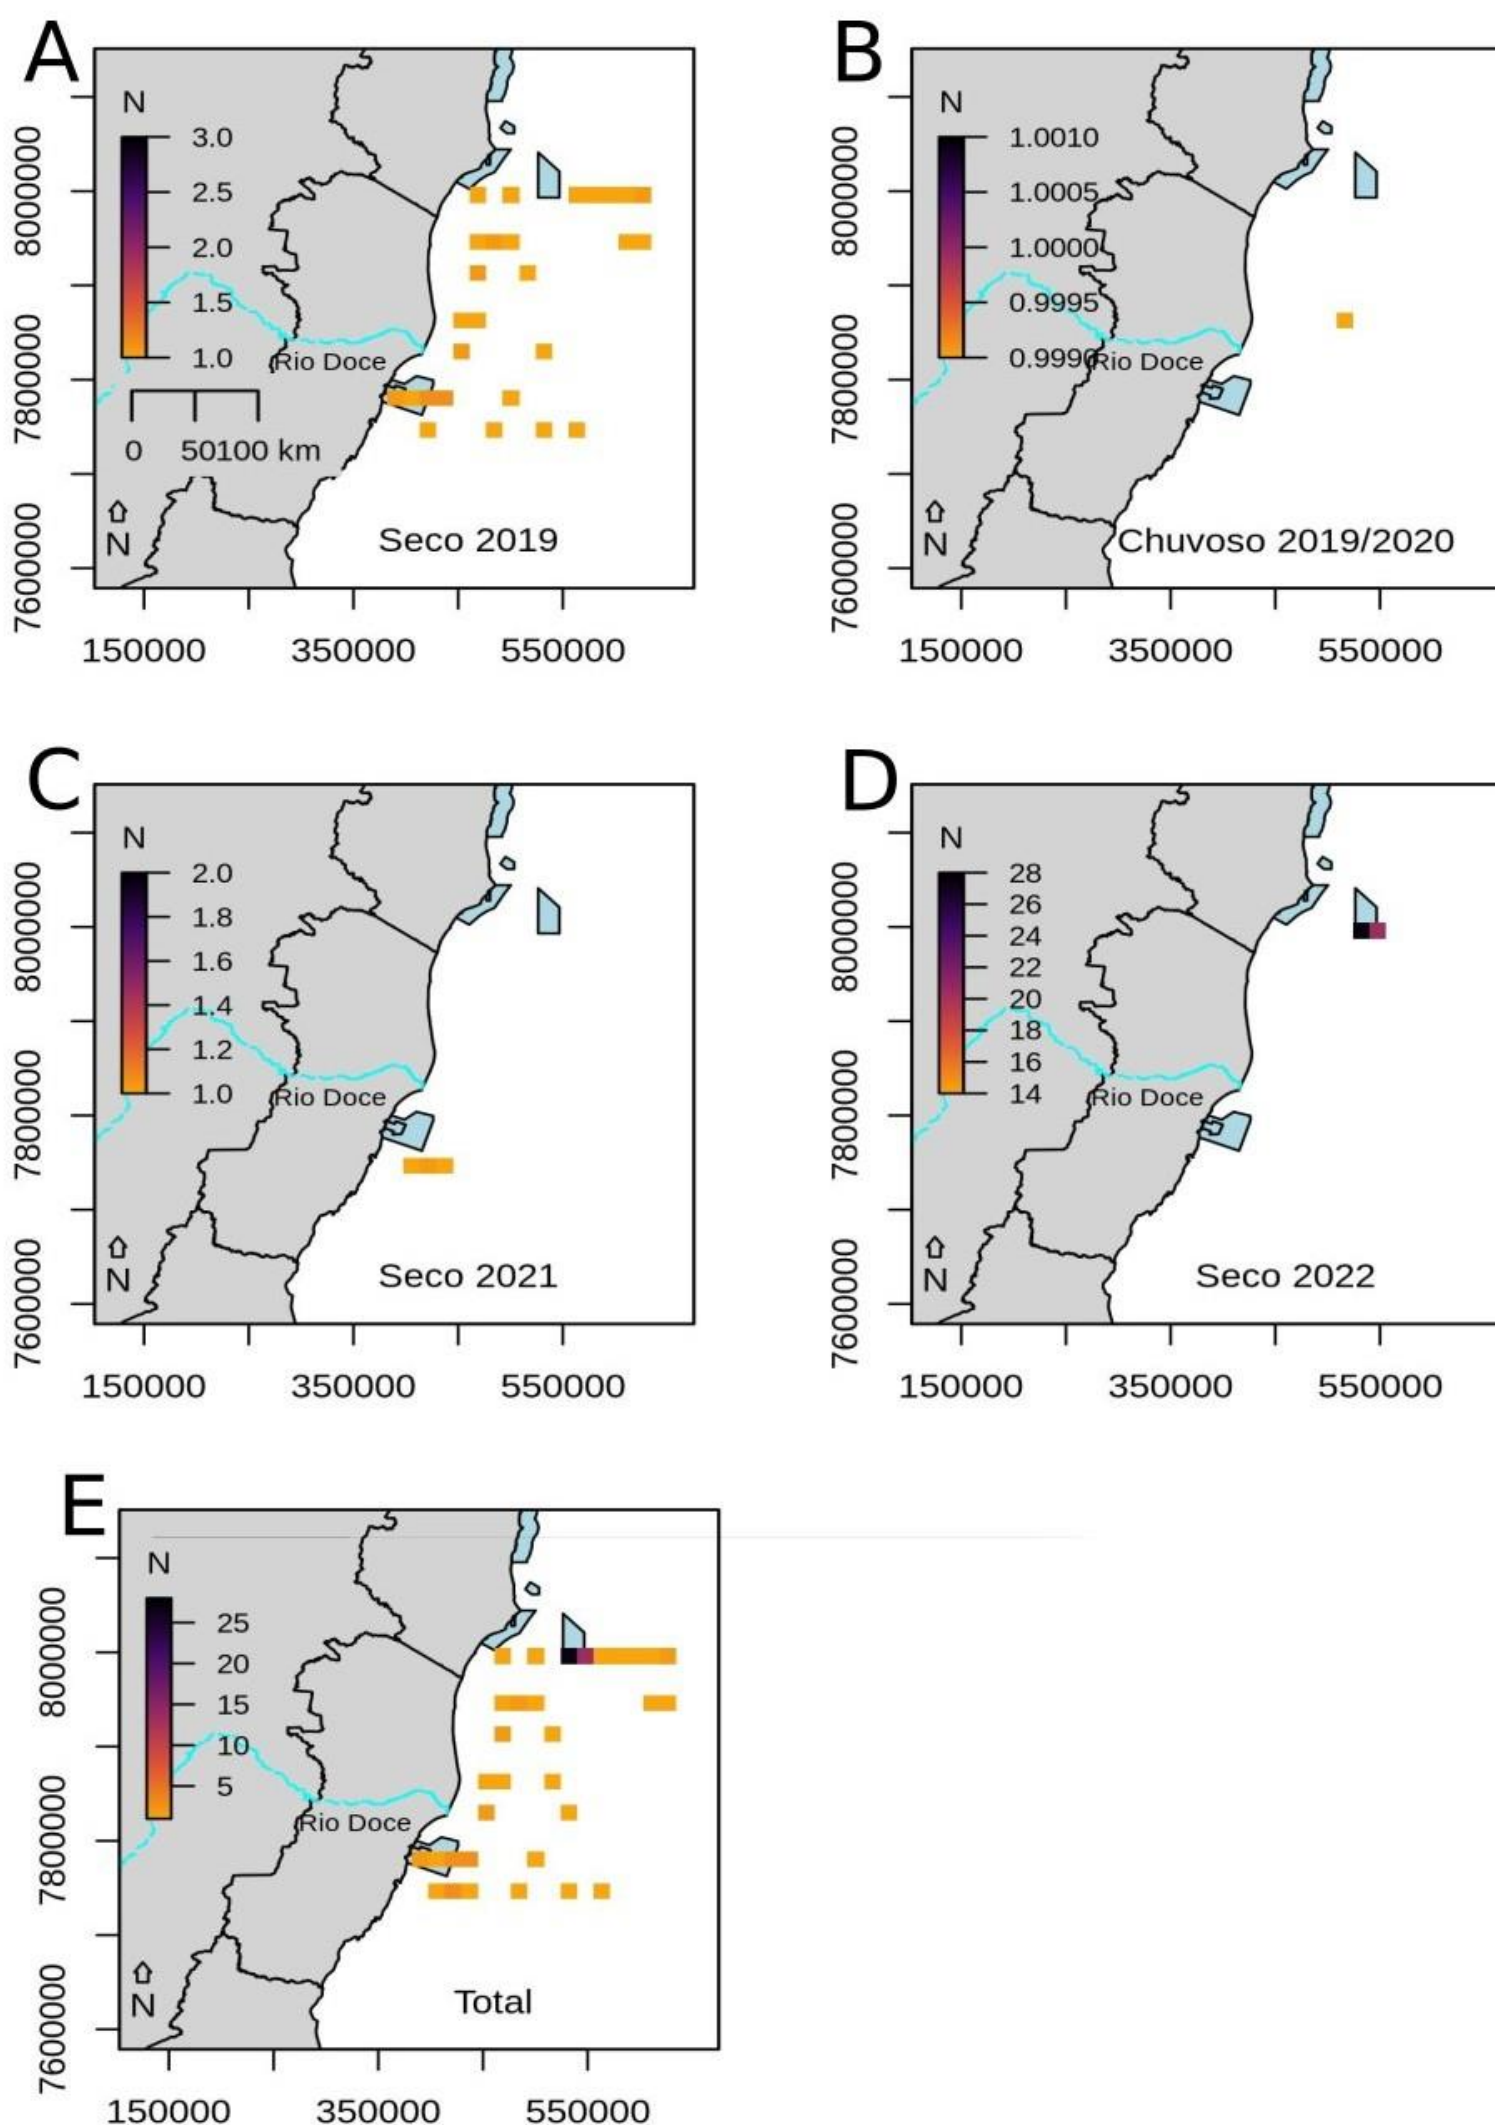 A
N
3.0
2.5
2.0
1.5
1.0
Rio Doce
0 50100 km
N
Seco 2019
8000000
7800000
7600000
150000 350000 550000
B
N
1.0010
1.0005
1.0000
0.9995
0.9990
Rio Doce
N
Chuvoso 2019/2020
8000000
7800000
7600000
150000 350000 550000
C
N
2.0
1.8
1.6
1.4
1.2
1.0
Rio Doce
N
Seco 2021
8000000
7800000
7600000
150000 350000 550000
D
N
28
26
24
22
20
18
16
14
Rio Doce
N
Seco 2022
8000000
7800000
7600000
150000 350000 550000
E
N
25
20
15
10
5
Rio Doce
N
Total
8000000
7800000
7600000
150000 350000 550000